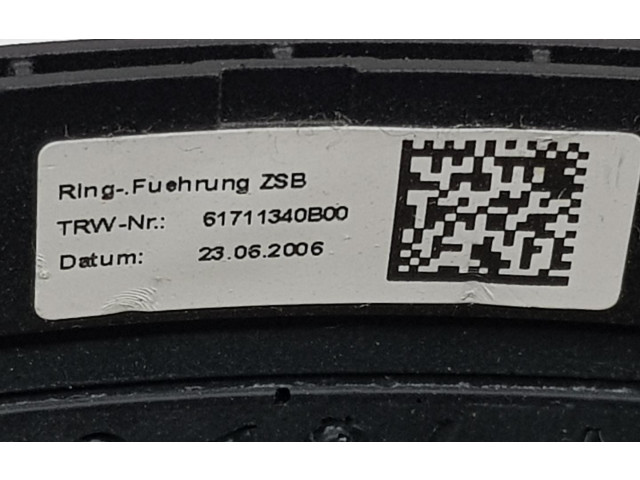 Ring-.Fuehrung ZSB
TRW-Nr.: 61711340B00
Datum: 23.06.2006